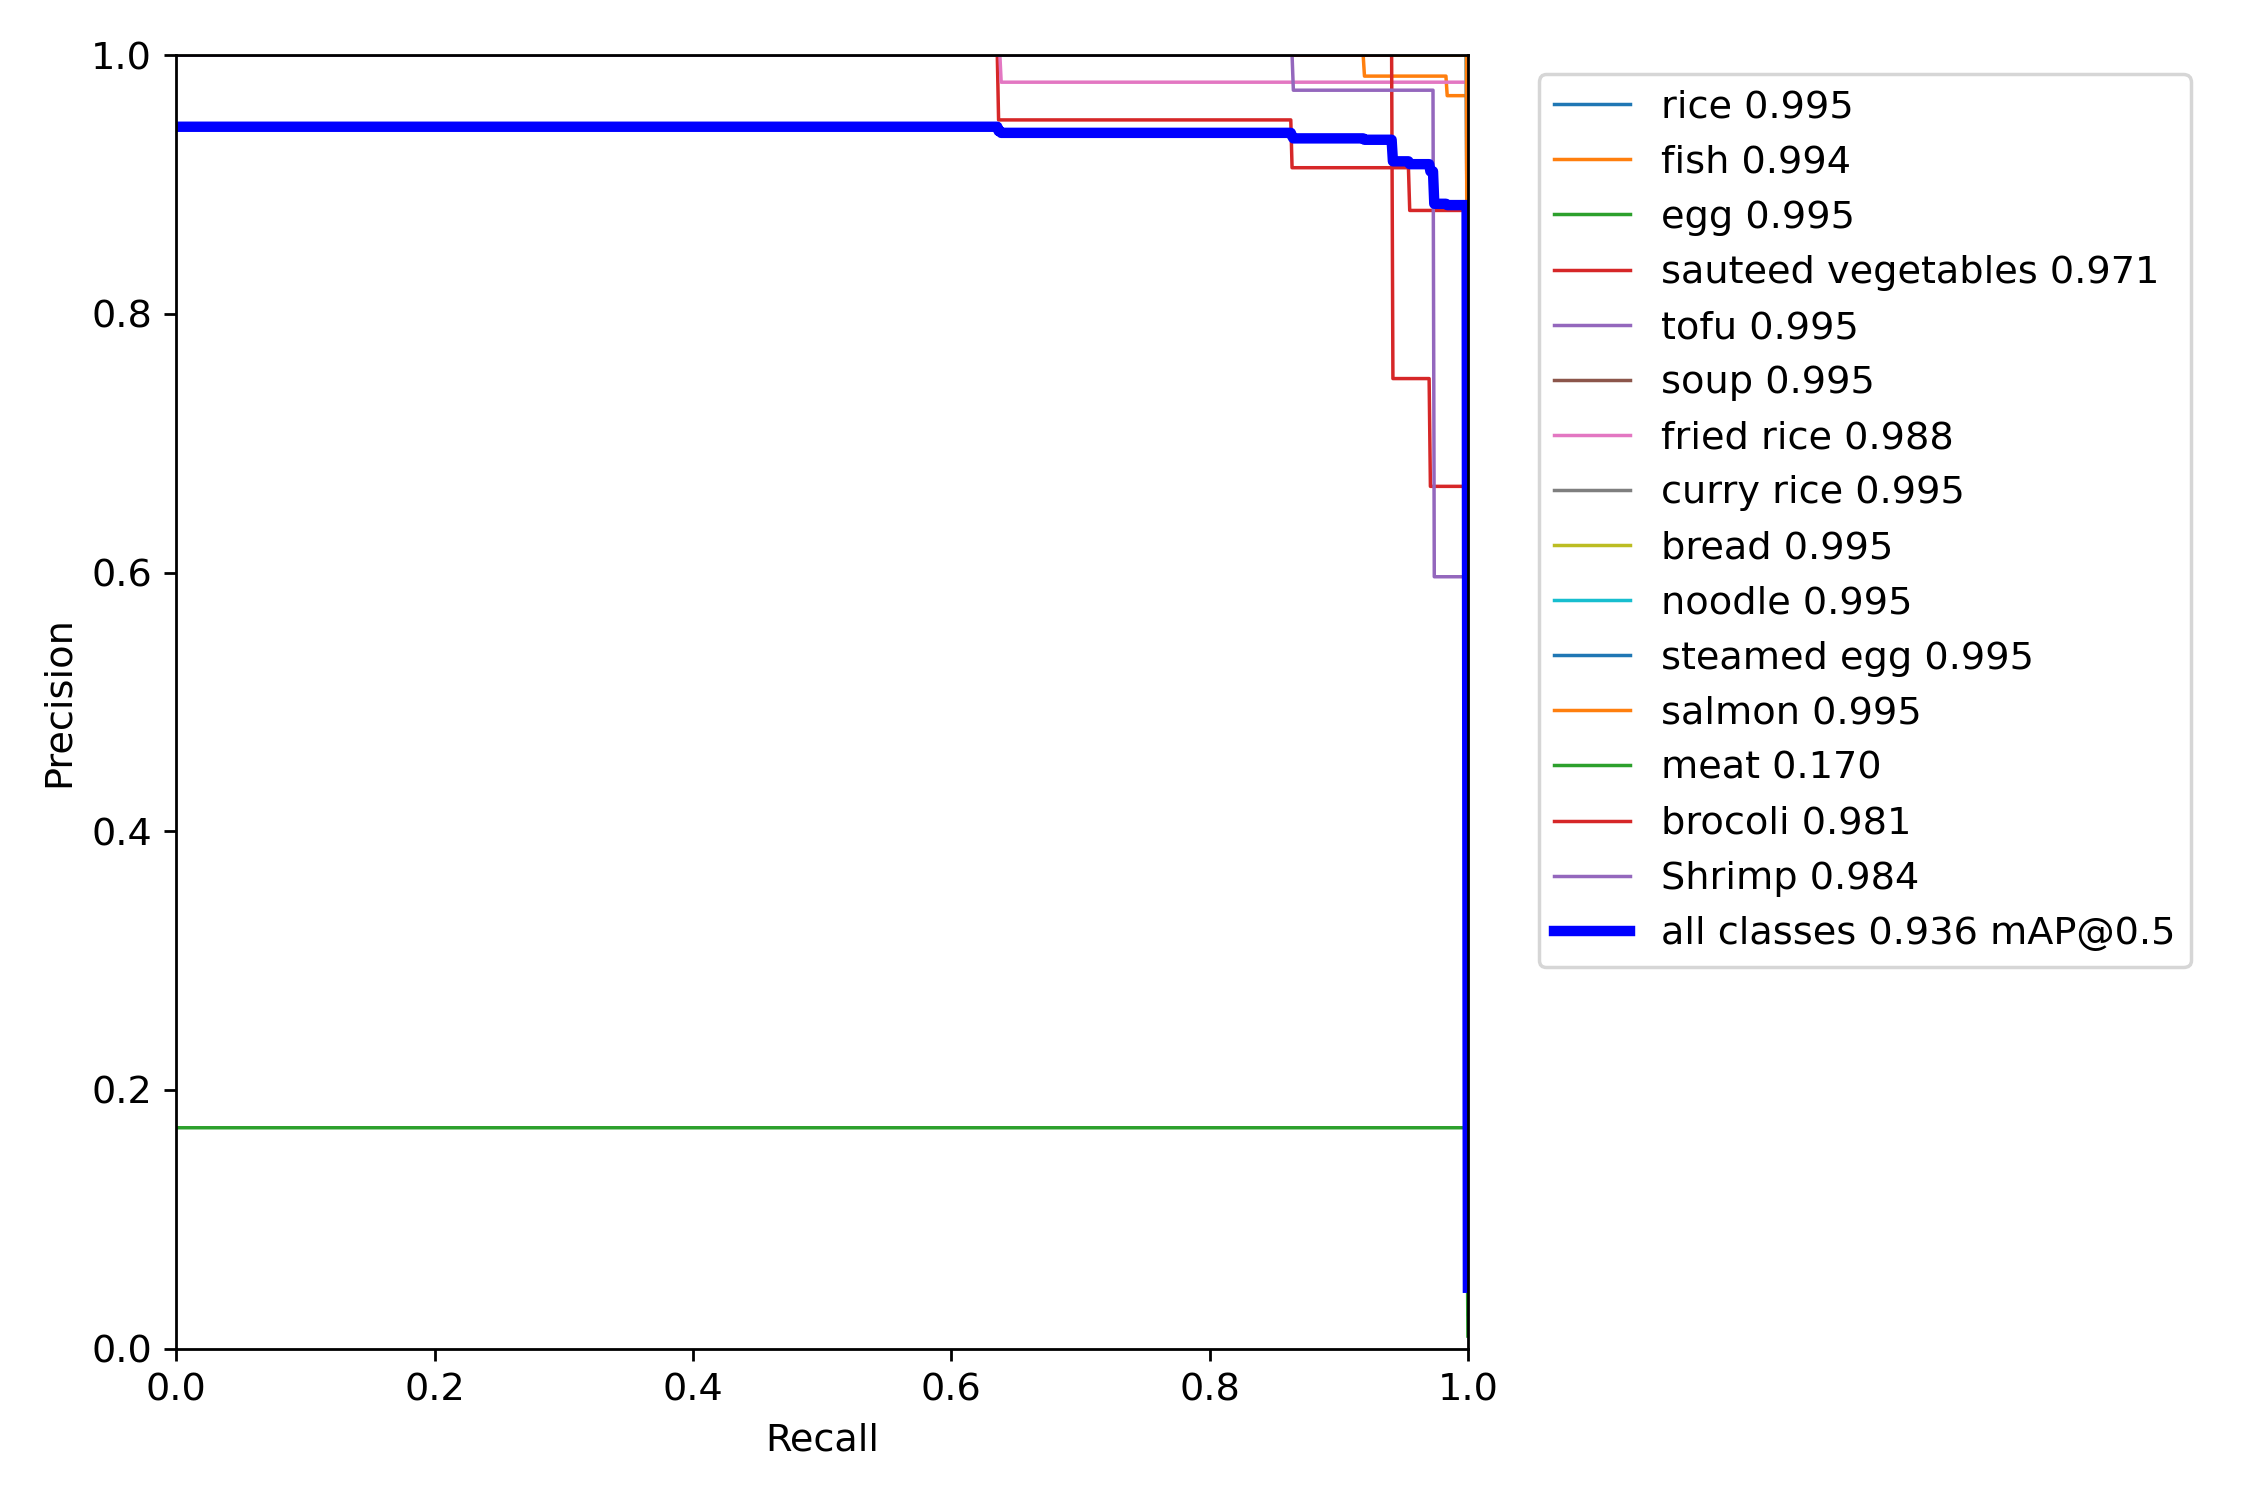 1.0
0.8
0.6
0.4
0.2
0.0
0.0 0.2 0.4 0.6 0.8 1.0
Precision
Recall
rice 0.995
fish 0.994
egg 0.995
sauteed vegetables 0.971
tofu 0.995
soup 0.995
fried rice 0.988
curry rice 0.995
bread 0.995
noodle 0.995
steamed egg 0.995
salmon 0.995
meat 0.170
brocoli 0.981
Shrimp 0.984
all classes 0.936 mAP@0.5